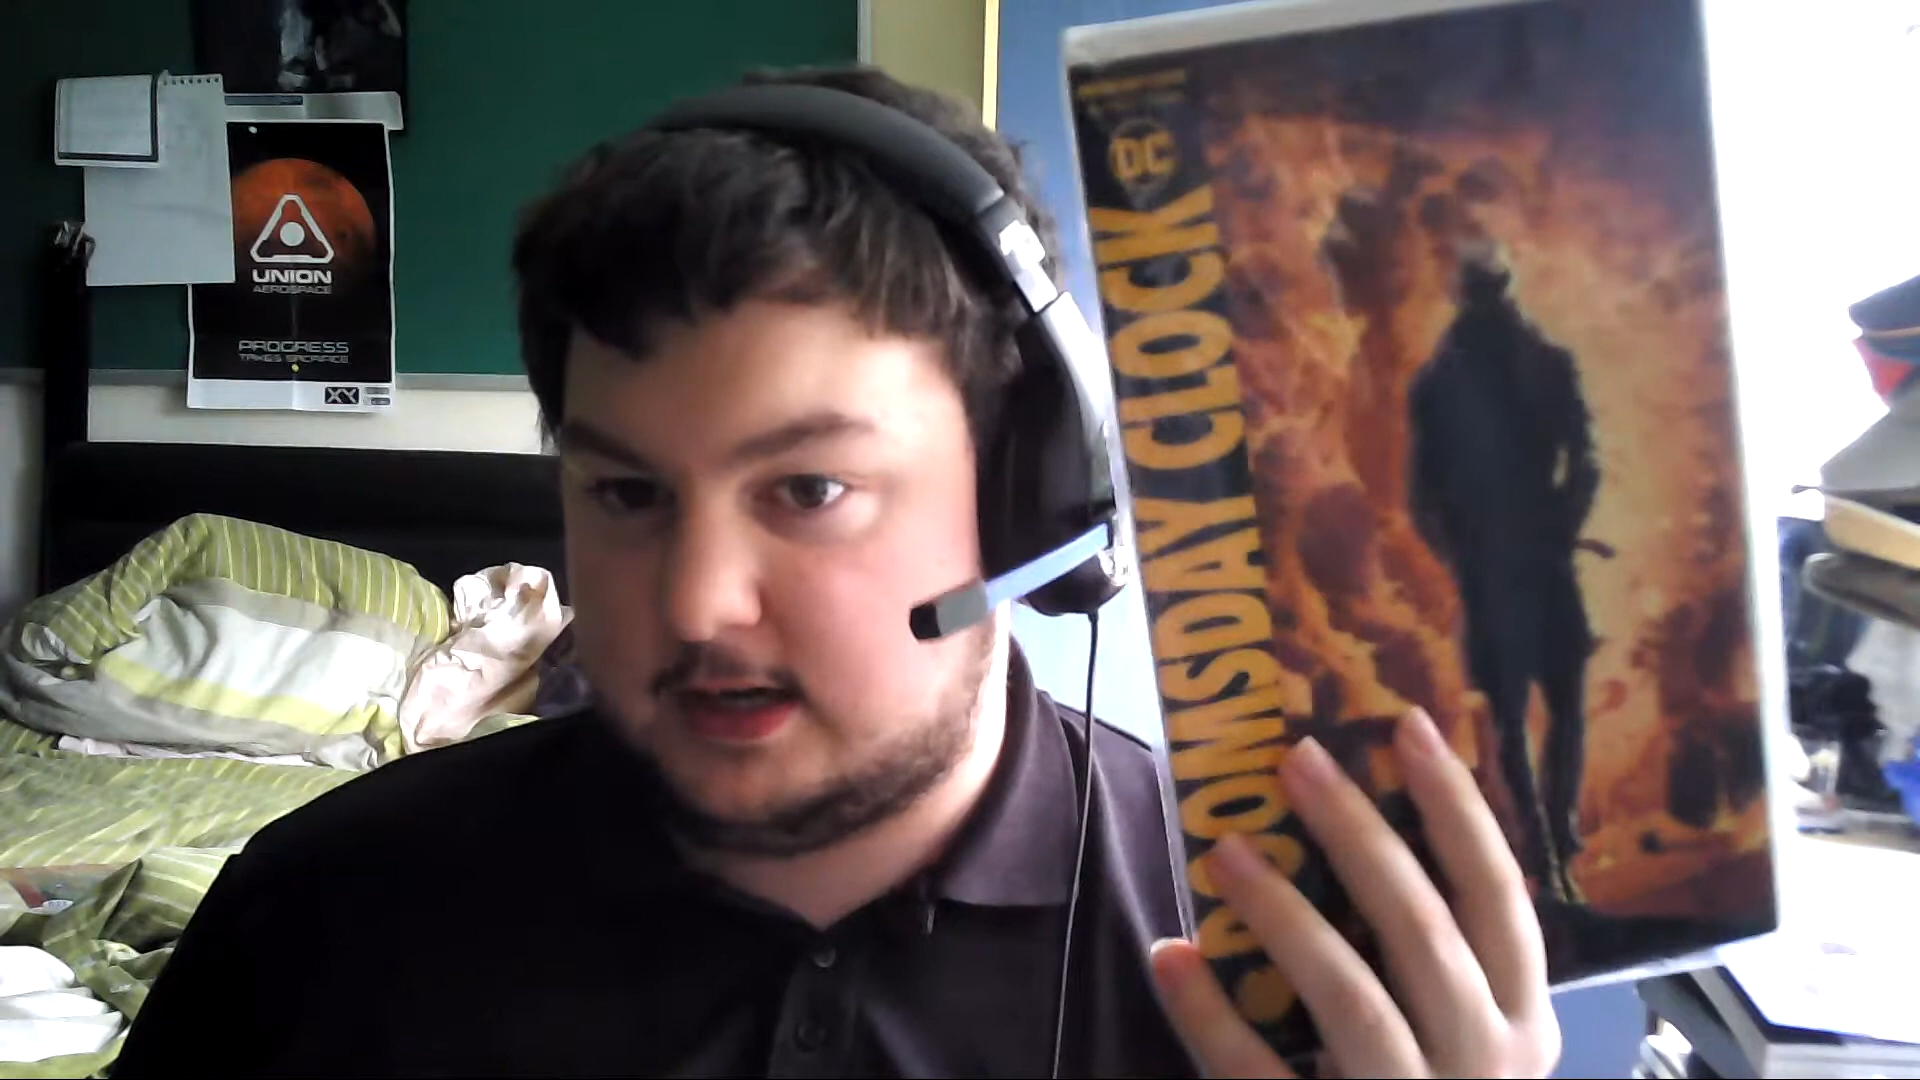 UNION
AEROSPACE
PROGRESS
TAKES SACRIFICE
XY
DC
DOOMSDAY CLOCK